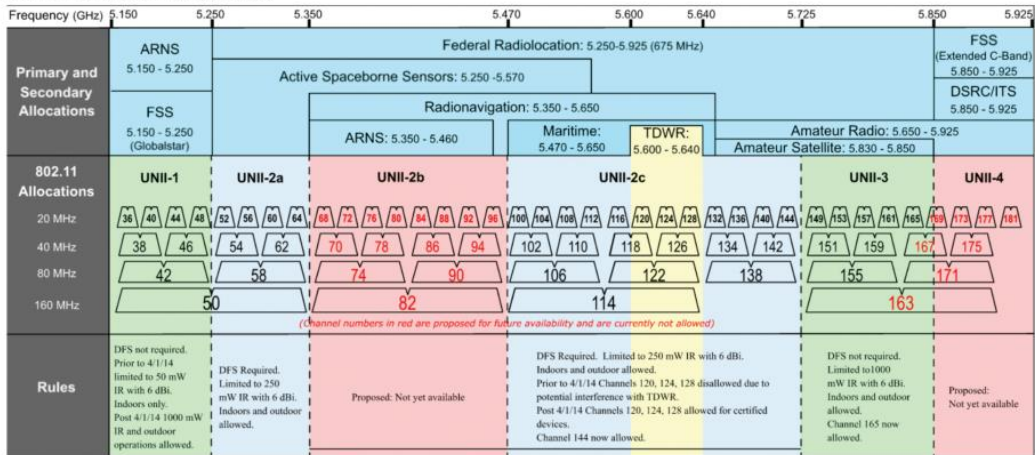 Frequency (GHz) 5.150 5.250 5.350 5.470 5.600 5.640 5.725 5.850 5.925
Primary and
Secondary
Allocations
ARNS
5.150 - 5.250
FSS
5.150 - 5.250
(Globalstar)
Federal Radiolocation: 5.250-5.925 (675 MHz)
Active Spaceborne Sensors: 5.250 -5.570
Radionavigation: 5.350 - 5.650
ARNS: 5.350 - 5.460
Maritime:
5.470 - 5.650
TDWR:
5.600 - 5.640
Amateur Radio: 5.650 - 5.925
Amateur Satellite: 5.830 - 5.850
FSS
(Extended C-Band)
5.850 - 5.925
DSRC/ITS
5.850 - 5.925
802.11
Allocations
UNII-1 UNII-2a UNII-2b UNII-2c UNII-3 UNII-4
20 MHz 36 40 44 48 52 56 60 64 68 72 76 80 84 88 92 96 100 104 108 112 116 120 124 128 132 136 140 144 149 153 157 161 165 169 173 177 181
40 MHz 38 46 54 62 70 78 86 94 102 110 118 126 134 142 151 159 167 175
80 MHz 42 58 74 90 106 122 138 155 171
160 MHz 50 82 114 163
(Channel numbers in red are proposed for future availability and are currently not allowed)
Rules
DFS not required.
Prior to 4/1/14
limited to 50 mW
IR with 6 dBi.
Indoors only.
Post 4/1/14 1000 mW
IR and outdoor
operations allowed.
DFS Required.
Limited to 250
mW IR with 6 dBi.
Indoors and outdoor
allowed.
Proposed: Not yet available
DFS Required. Limited to 250 mW IR with 6 dBi.
Indoors and outdoor allowed.
Prior to 4/1/14 Channels 120, 124, 128 disallowed due to
potential interference with TDWR.
Post 4/1/14 Channels 120, 124, 128 allowed for certified
devices.
Channel 144 now allowed.
DFS not required.
Limited to1000
mW IR with 6 dBi.
Indoors and outdoor
allowed.
Channel 165 now
allowed.
Proposed:
Not yet available